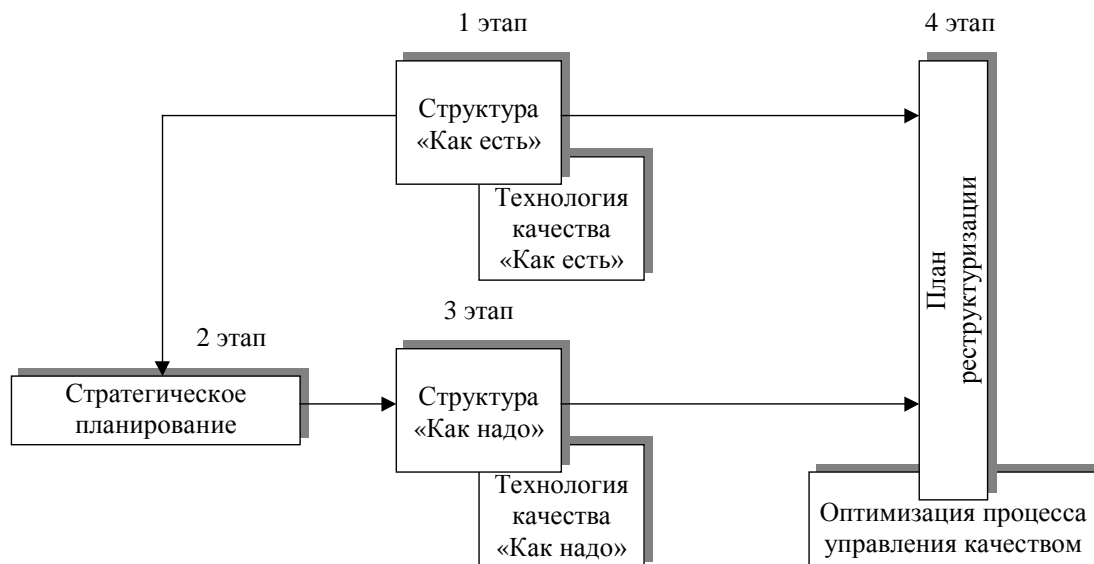 1 этап
4 этап
Структура
«Как есть»
Технология
качества
«Как есть»
План
реструктуризации
2 этап
3 этап
Стратегическое
планирование
Структура
«Как надо»
Технология
качества
«Как надо»
Оптимизация процесса
управления качеством